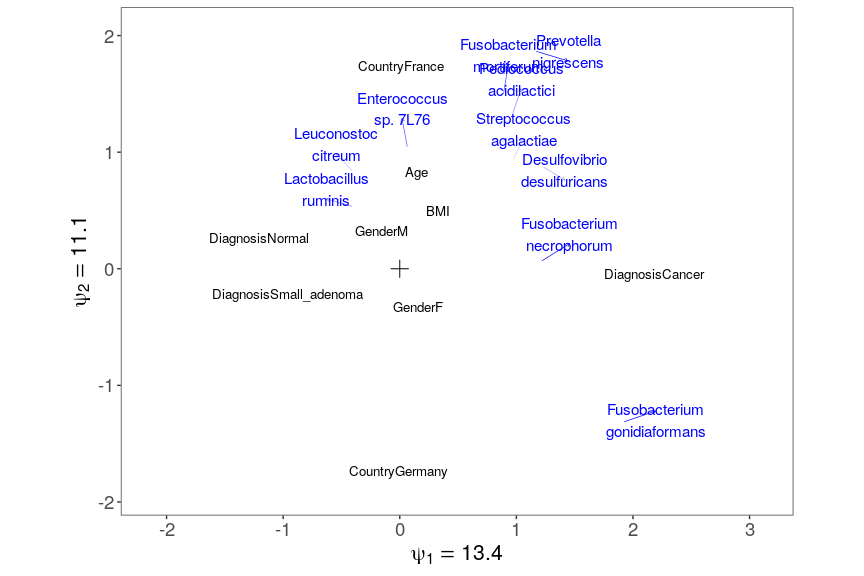 2
1
0
-1
-2
ψ2 = 11.1
CountryFrance
Fusobacterium
mortiferum
Prevotella
nigrescens
Pediococcus
acidilactici
Enterococcus
sp. 7L76
Streptococcus
agalactiae
Leuconostoc
citreum
Desulfovibrio
desulfuricans
Lactobacillus
ruminis
Age
BMI
Fusobacterium
necrophorum
GenderM
DiagnosisNormal
DiagnosisCancer
DiagnosisSmall_adenoma
GenderF
Fusobacterium
gonidiaformans
CountryGermany
-2 -1 0 1 2 3
ψ1 = 13.4